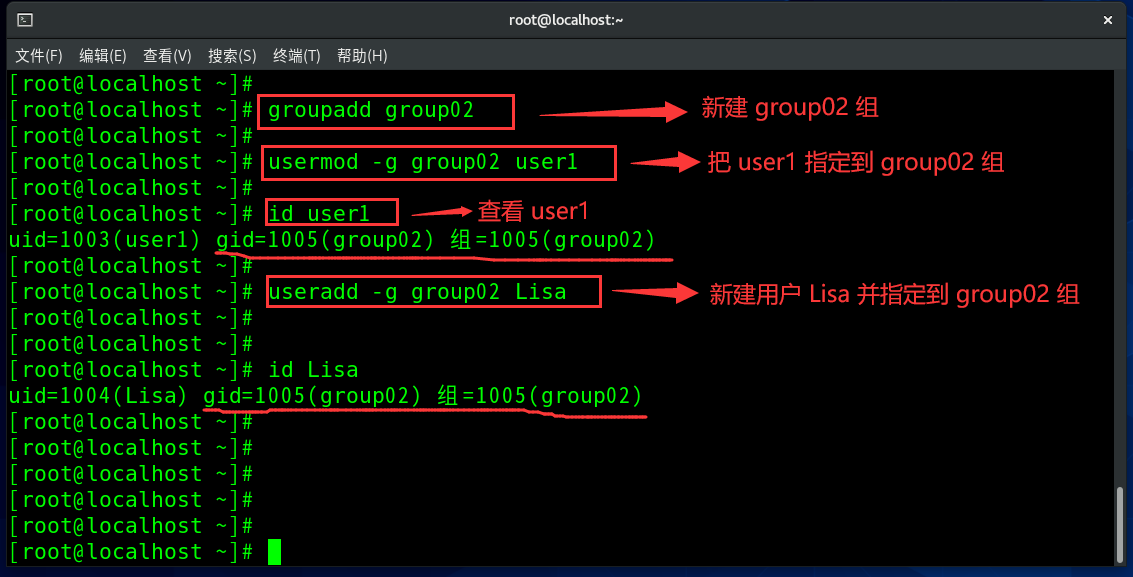 root@localhost:~
文件(F) 编辑(E) 查看(V) 搜索(S) 终端(T) 帮助(H)
[root@localhost ~]#
[root@localhost ~]# groupadd group02 新建 group02 组
[root@localhost ~]#
[root@localhost ~]# usermod -g group02 user1 把 user1 指定到 group02 组
[root@localhost ~]#
[root@localhost ~]# id user1 查看 user1
uid=1003(user1) gid=1005(group02) 组=1005(group02)
[root@localhost ~]#
[root@localhost ~]# useradd -g group02 Lisa 新建用户 Lisa 并指定到 group02 组
[root@localhost ~]#
[root@localhost ~]#
[root@localhost ~]# id Lisa
uid=1004(Lisa) gid=1005(group02) 组=1005(group02)
[root@localhost ~]#
[root@localhost ~]#
[root@localhost ~]#
[root@localhost ~]#
[root@localhost ~]#
[root@localhost ~]#